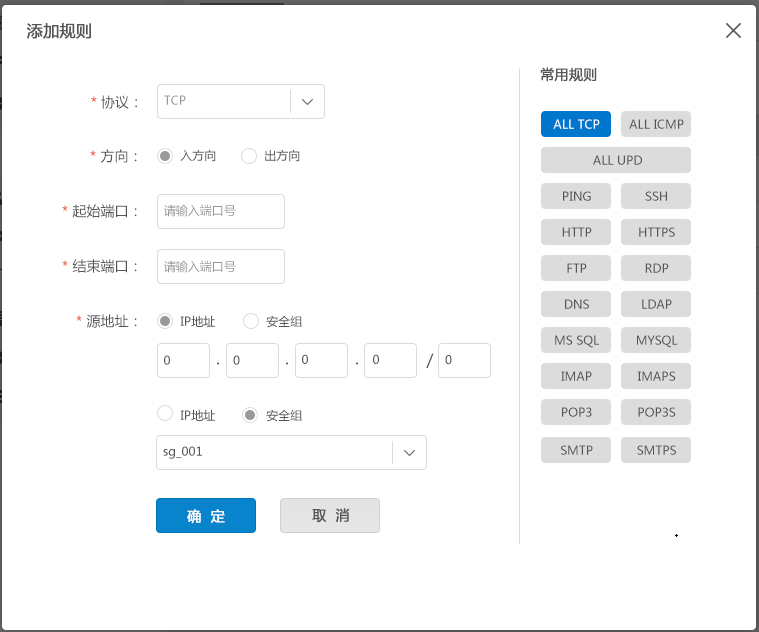 添加规则
* 协议： TCP
* 方向： 入方向 出方向
* 起始端口： 请输入端口号
* 结束端口： 请输入端口号
* 源地址： IP地址 安全组
0 . 0 . 0 . 0 / 0
IP地址 安全组
sg_001
确 定 取 消
常用规则
ALL TCP ALL ICMP
ALL UPD
PING SSH
HTTP HTTPS
FTP RDP
DNS LDAP
MS SQL MYSQL
IMAP IMAPS
POP3 POP3S
SMTP SMTPS